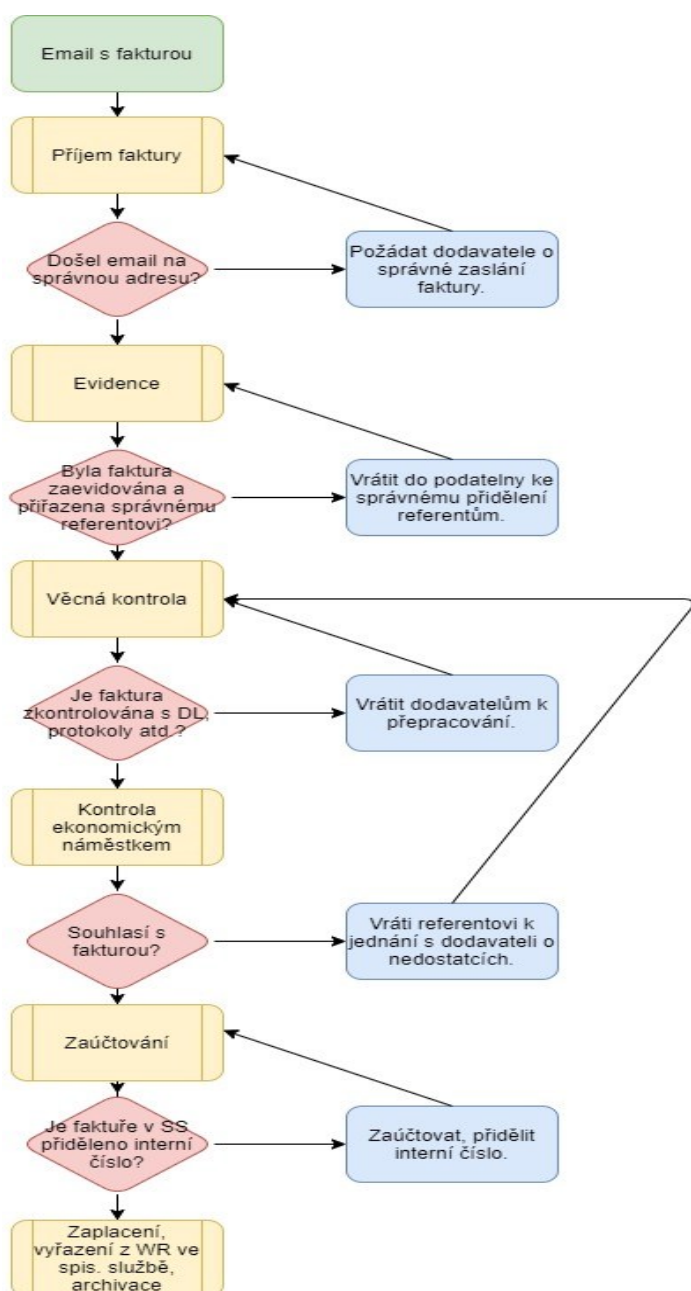 Email s fakturou
Příjem faktury
Došel email na
správnou adresu?
Požádat dodavatele o
správné zaslání
faktury.
Evidence
Byla faktura
zaevidována a
přiřazena správnému
referentovi?
Vrátit do podatelny ke
správnému přidělení
referentům.
Věcná kontrola
Je faktura
zkontrolována s DL,
protokoly atd.?
Vrátit dodavatelům k
přepracování.
Kontrola
ekonomickým
náměstkem
Souhlasí s
fakturou?
Vráti referentovi k
jednání s dodavateli o
nedostatcích.
Zaúčtování
Je faktuře v SS
přiděleno interní
číslo?
Zaúčtovat, přidělit
interní číslo.
Zaplacení,
vyřazení z WR ve
spis. službě,
archivace